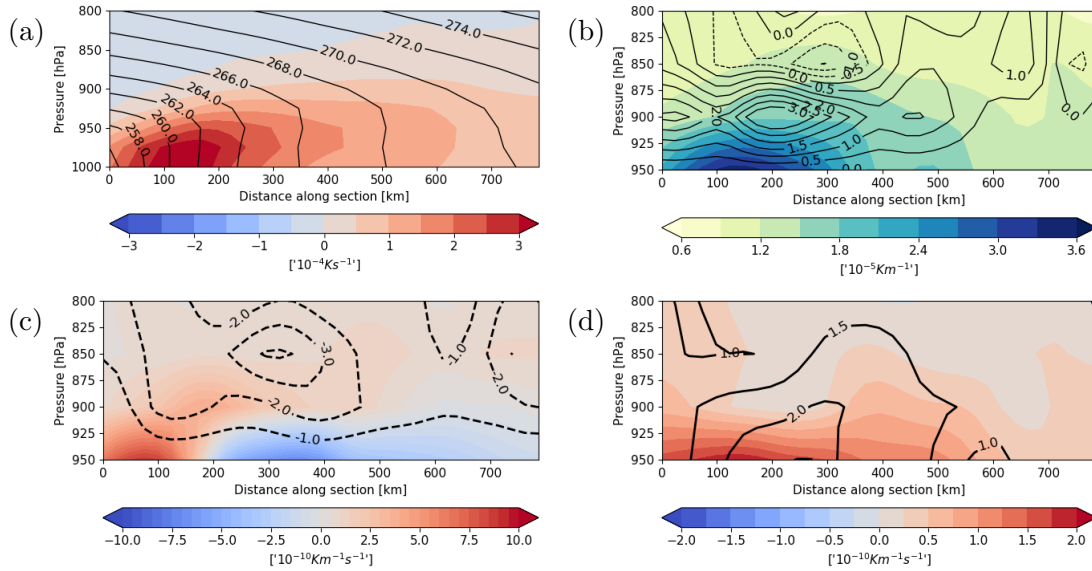 (a)
Pressure [hPa]
800
850
900
950
1000
274.0
272.0
270.0
268.0
266.0
264.0
262.0
260.0
258.0
0 100 200 300 400 500 600 700
Distance along section [km]
−3 −2 −1 0 1 2 3
['10⁻⁴Ks⁻¹']
(b)
Pressure [hPa]
800
825
850
875
900
925
950
0.0
-1.0
-0.5
0.0
0.5
1.0
2.0
2.0
3.0
0.0
1.0
1.5
0.5
0.0
0 100 200 300 400 500 600 700
Distance along section [km]
0.6 1.2 1.8 2.4 3.0 3.6
['10⁻⁵Km⁻¹']
(c)
Pressure [hPa]
800
825
850
875
900
925
950
-2.0
-3.0
-1.0
-2.0
-2.0
-1.0
0 100 200 300 400 500 600 700
Distance along section [km]
−10.0 −7.5 −5.0 −2.5 0.0 2.5 5.0 7.5 10.0
['10⁻¹⁰Km⁻¹s⁻¹']
(d)
Pressure [hPa]
800
825
850
875
900
925
950
1.5
1.0
2.0
1.0
0 100 200 300 400 500 600 700
Distance along section [km]
−2.0 −1.5 −1.0 −0.5 0.0 0.5 1.0 1.5 2.0
['10⁻¹⁰Km⁻¹s⁻¹']